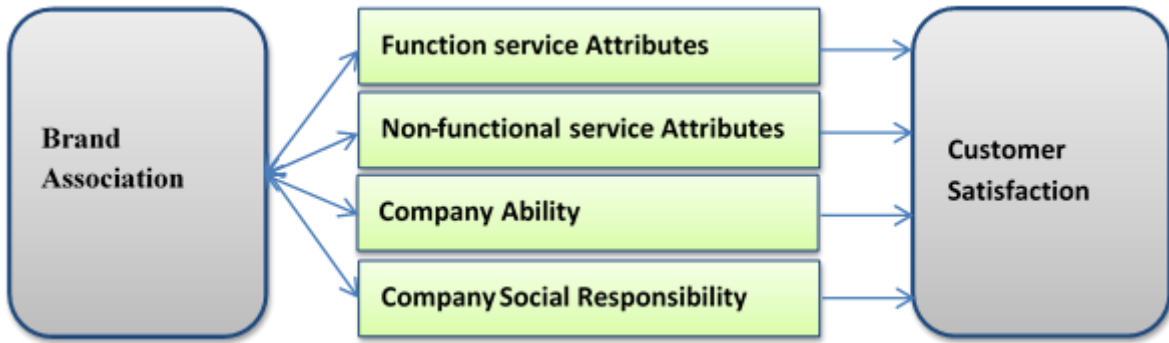 Brand
Association
Function service Attributes
Non-functional service Attributes
Company Ability
Company Social Responsibility
Customer
Satisfaction